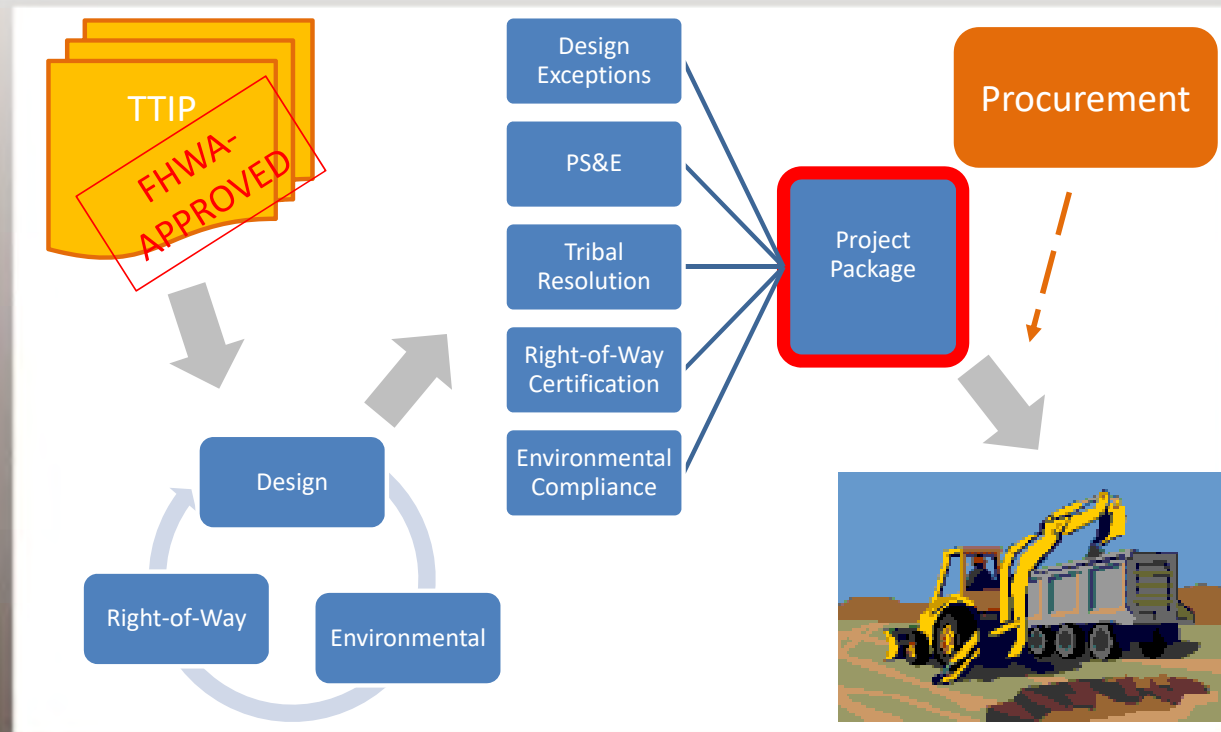 TTIP
FHWA-
APPROVED
Design
Environmental
Right-of-Way
Design
Exceptions
PS&E
Tribal
Resolution
Right-of-Way
Certification
Environmental
Compliance
Project
Package
Procurement